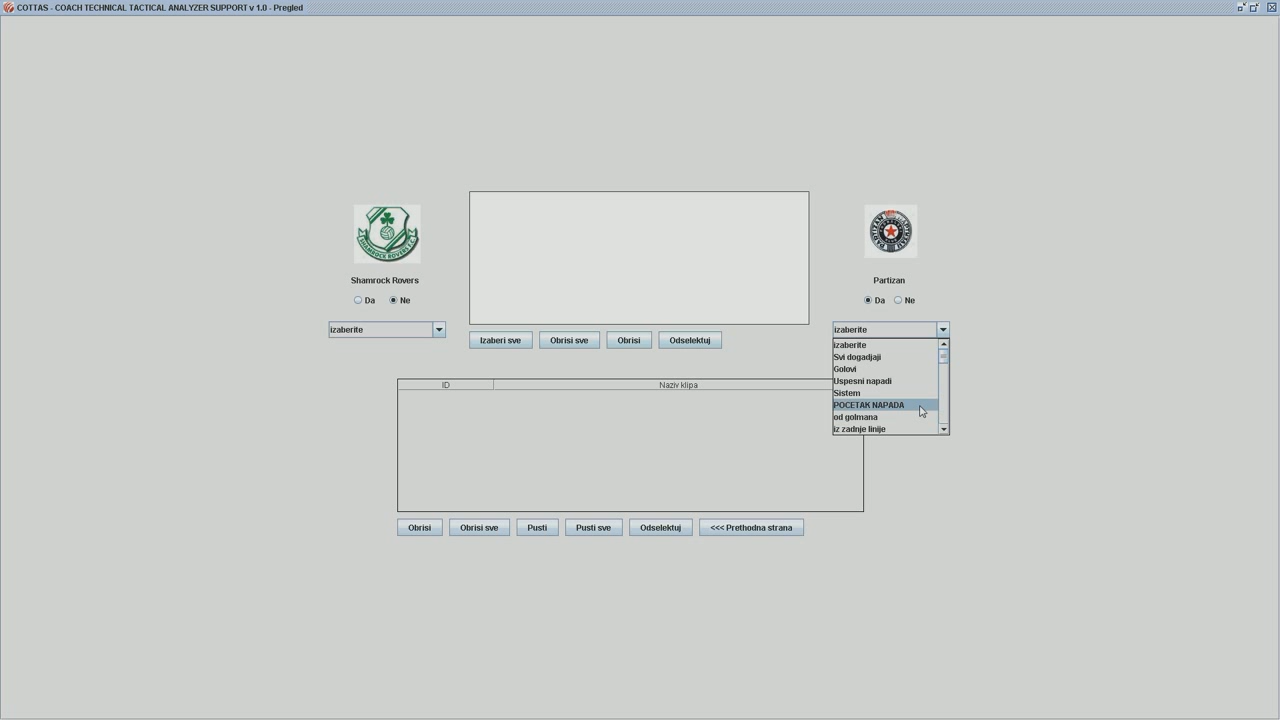 COTTAS - COACH TECHNICAL TACTICAL ANALYZER SUPPORT v 1.0 - Pregled
SHAMROCK ROVERS F.C.
Shamrock Rovers
Da Ne
izaberite
Izaberi sve Obrisi sve Obrisi Odselektuj
Partizan
Da Ne
izaberite
izaberite
Svi dogadjaji
Golovi
Uspesni napadi
Sistem
POCETAK NAPADA
od golmana
iz zadnje linije
ID Naziv klipa
Obrisi Obrisi sve Pusti Pusti sve Odselektuj <<< Prethodna strana